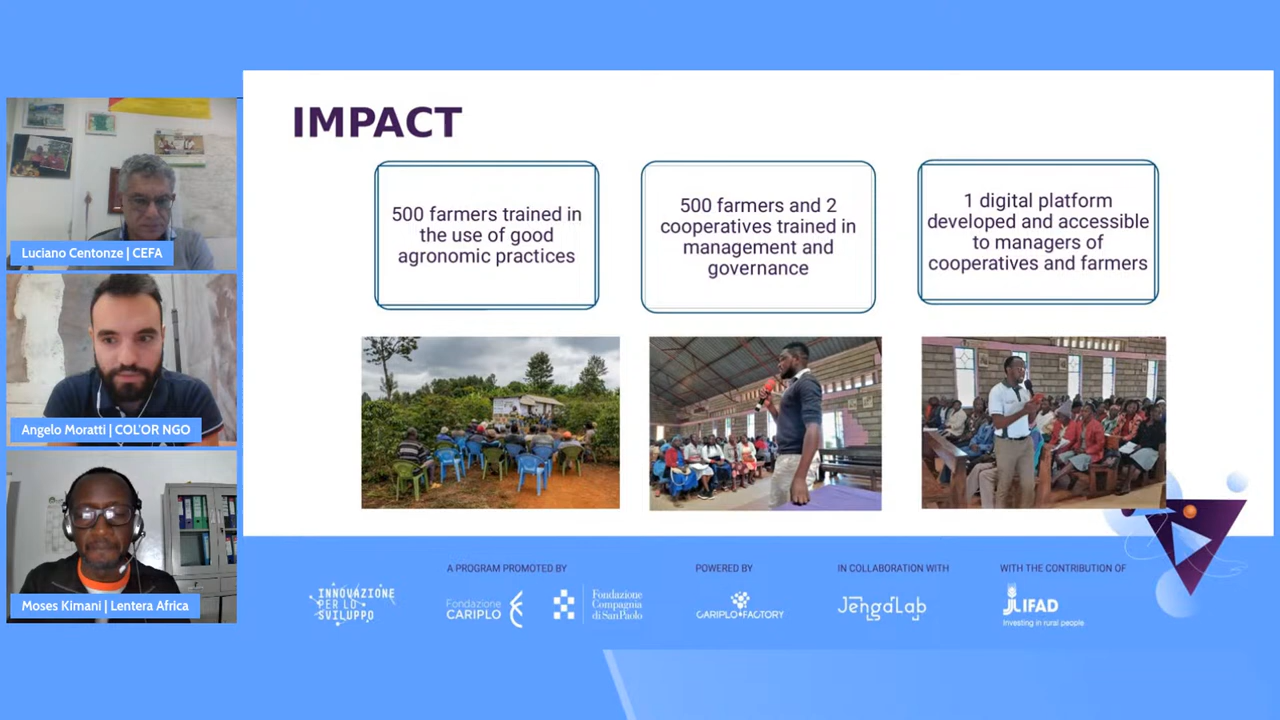 IMPACT
500 farmers trained in
the use of good
agronomic practices
500 farmers and 2
cooperatives trained in
management and
governance
1 digital platform
developed and accessible
to managers of
cooperatives and farmers
Luciano Centonze | CEFA
Angelo Moratti | COL'OR NGO
Moses Kimani | Lentera Africa
A PROGRAM PROMOTED BY
POWERED BY
IN COLLABORATION WITH
WITH THE CONTRIBUTION OF
INNOVAZIONE
PER LO
SVILUPPO
Fondazione
CARIPLO
Fondazione
Compagnia
di SanPaolo
CARIPLO FACTORY
JengaLab
IFAD
Investing in rural people